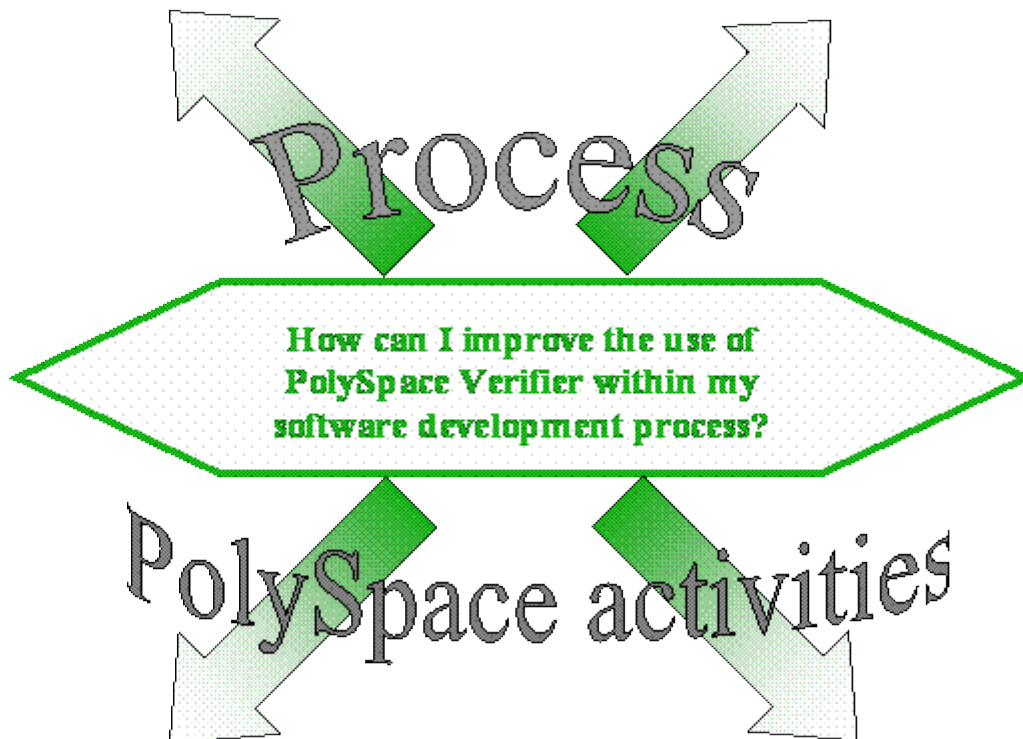 Process
How can I improve the use of
PolySpace Verifier within my
software development process?
PolySpace activities